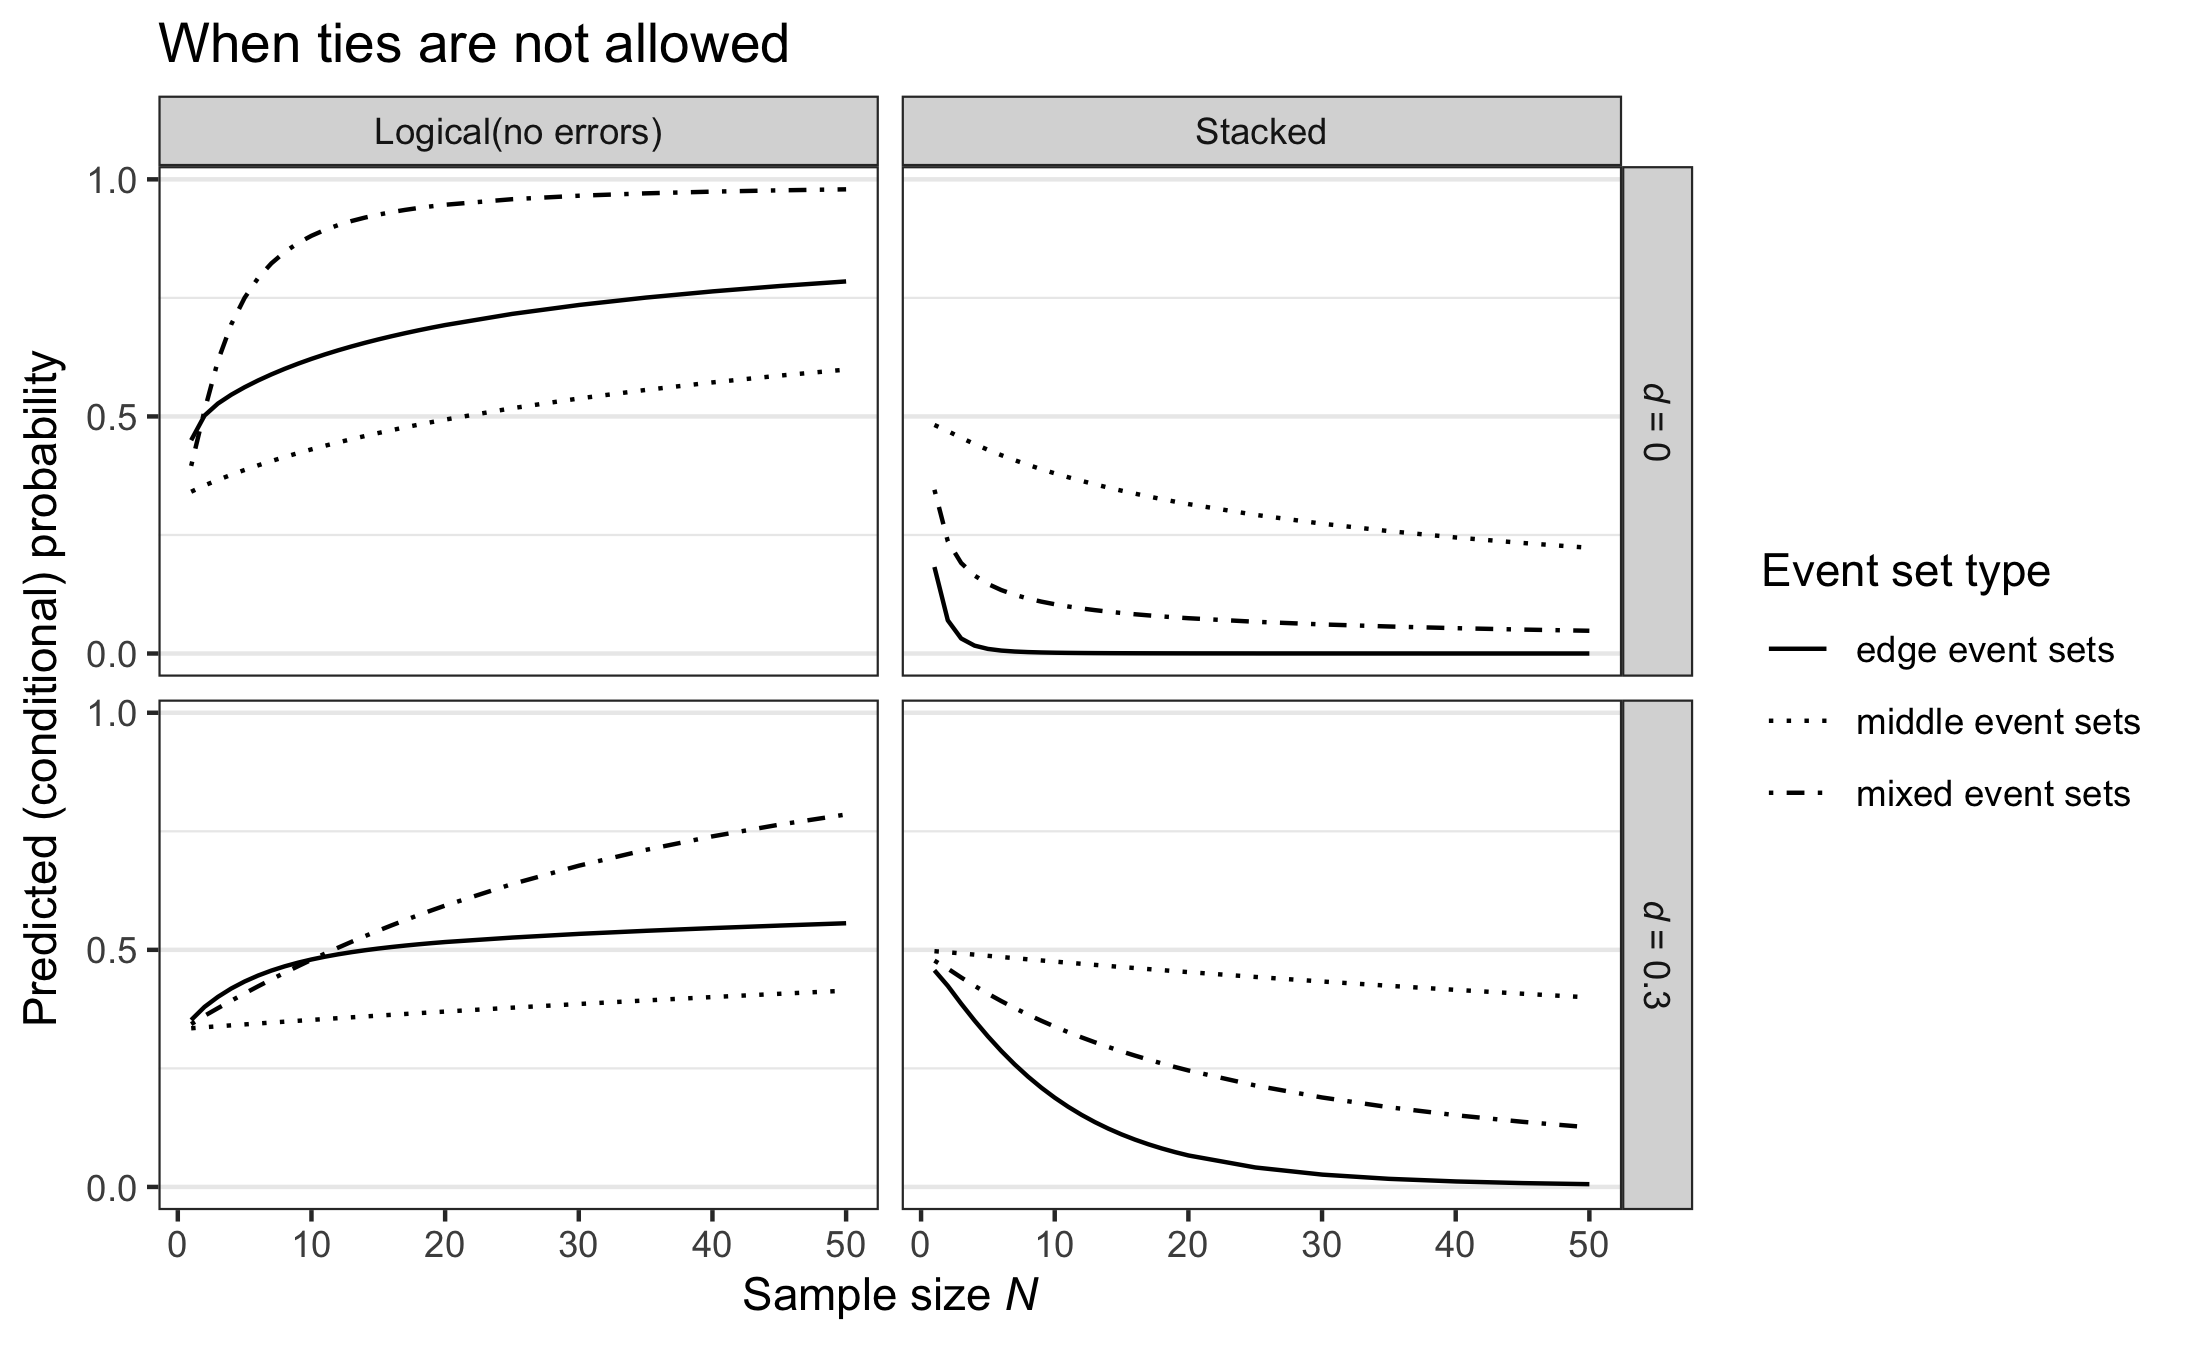 When ties are not allowed
Logical(no errors)
Stacked
1.0
0.5
0.0
d = 0
1.0
0.5
0.0
d = 0.3
0 10 20 30 40 50
0 10 20 30 40 50
Sample size N
Predicted (conditional) probability
Event set type
edge event sets
middle event sets
mixed event sets